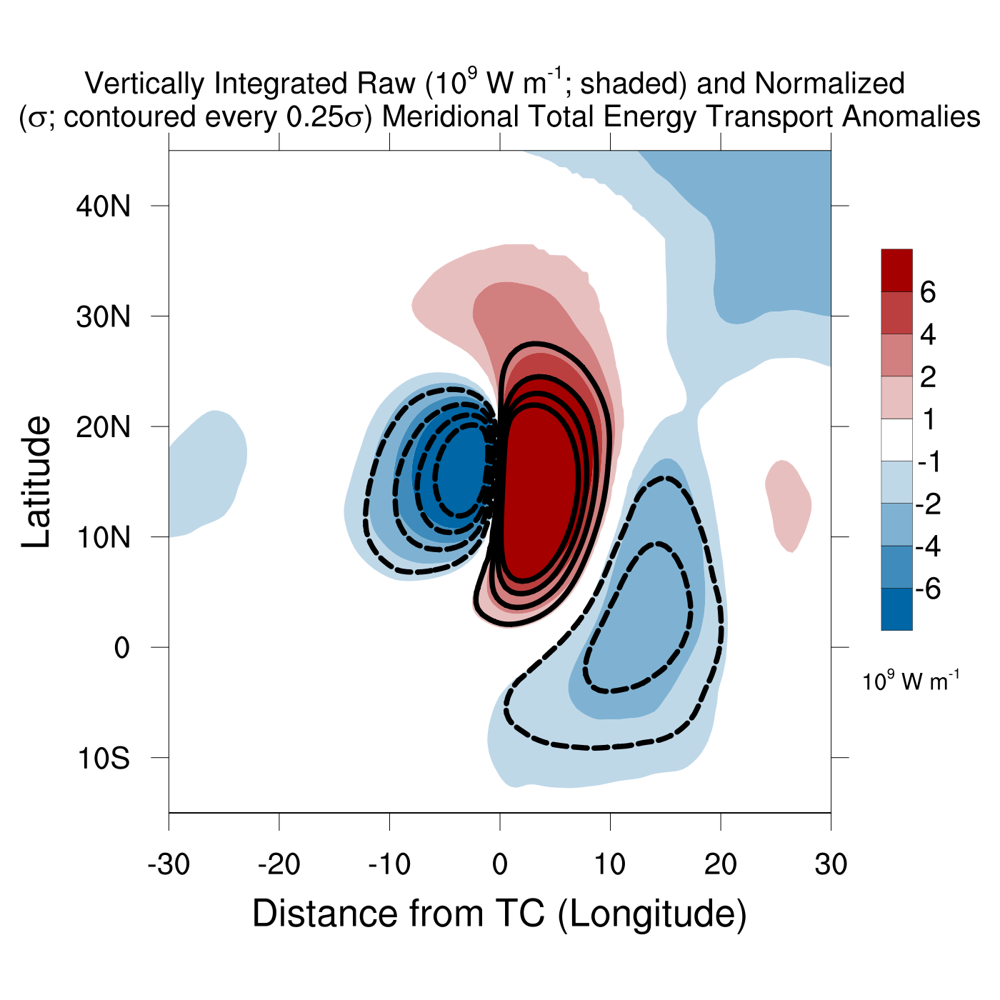 Vertically Integrated Raw (10⁹ W m⁻¹; shaded) and Normalized
(σ; contoured every 0.25σ) Meridional Total Energy Transport Anomalies
40N
30N
20N
10N
0
10S
Latitude
-30 -20 -10 0 10 20 30
Distance from TC (Longitude)
6
4
2
1
-1
-2
-4
-6
10⁹ W m⁻¹